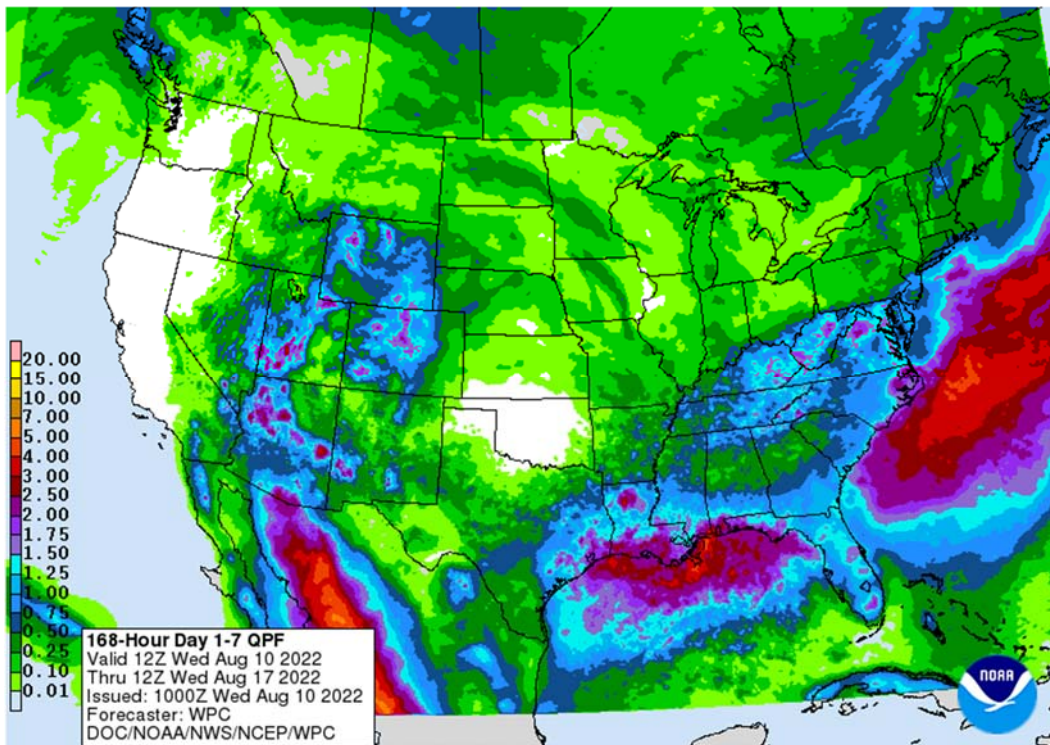 20.00
15.00
10.00
7.00
5.00
4.00
3.00
2.50
2.00
1.75
1.50
1.25
1.00
0.75
0.50
0.25
0.10
0.01
168-Hour Day 1-7 QPF
Valid 12Z Wed Aug 10 2022
Thru 12Z Wed Aug 17 2022
Issued: 1000Z Wed Aug 10 2022
Forecaster: WPC
DOC/NOAA/NWS/NCEP/WPC
NOAA